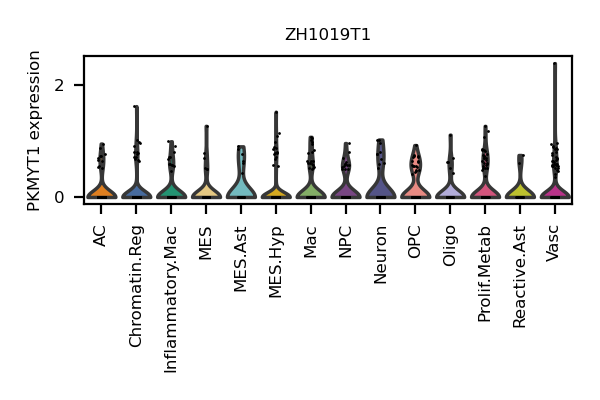 ZH1019T1
PKMYT1 expression
2
0
AC
Chromatin.Reg
Inflammatory.Mac
MES
MES.Ast
MES.Hyp
Mac
NPC
Neuron
OPC
Oligo
Prolif.Metab
Reactive.Ast
Vasc